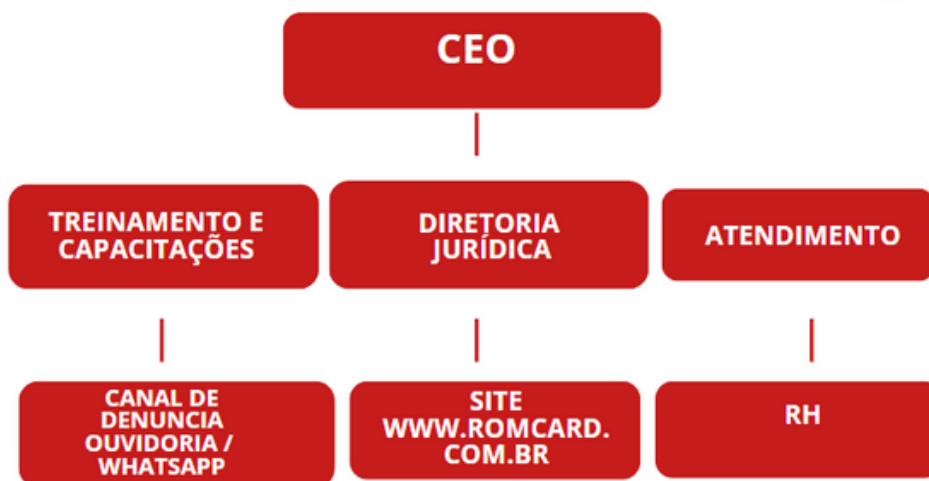 CEO
TREINAMENTO E
CAPACITAÇÕES
DIRETORIA
JURÍDICA
ATENDIMENTO
CANAL DE
DENUNCIA
OUVIDORIA /
WHATSAPP
SITE
WWW.ROMCARD.
COM.BR
RH